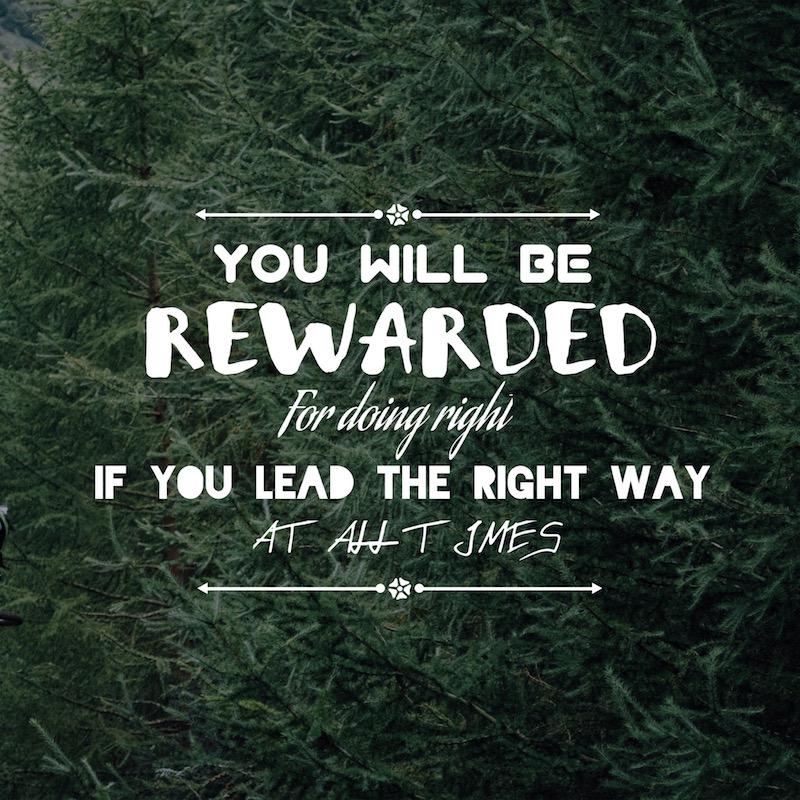 YOU WILL BE
REWARDED
For doing right
IF YOU LEAD THE RIGHT WAY
AT ALL TIMES